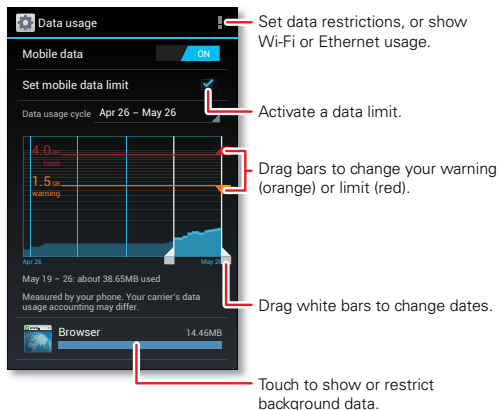 Data usage
Set data restrictions, or show
Wi-Fi or Ethernet usage.
Mobile data
ON
Set mobile data limit
Activate a data limit.
Data usage cycle Apr 26 – May 26
4.0 GB
limit
1.5 GB
warning
Drag bars to change your warning
(orange) or limit (red).
Apr 26
May 26
May 19 – 26: about 38.65MB used
Measured by your phone. Your carrier's data
usage accounting may differ.
Drag white bars to change dates.
Browser
14.46MB
Touch to show or restrict
background data.